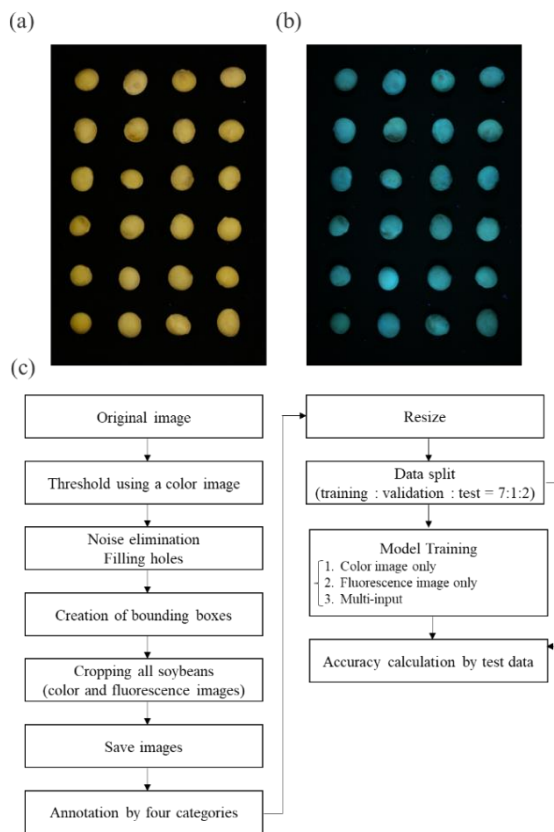 (a)
(b)
(c)
Original image
Threshold using a color image
Noise elimination
Filling holes
Creation of bounding boxes
Cropping all soybeans
(color and fluorescence images)
Save images
Annotation by four categories
Resize
Data split
(training : validation : test = 7:1:2)
Model Training
1. Color image only
2. Fluorescence image only
3. Multi-input
Accuracy calculation by test data